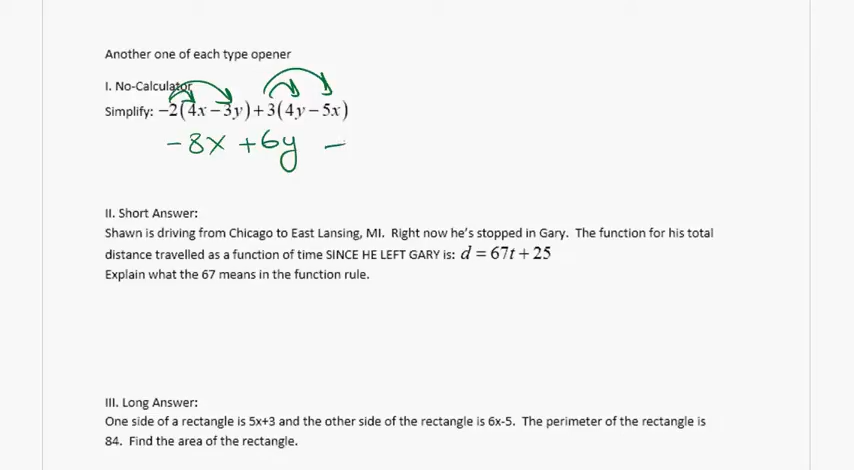 Another one of each type opener
I. No-Calculator
Simplify: −2(4x−3y)+3(4y−5x)
-8x +6y -
II. Short Answer:
Shawn is driving from Chicago to East Lansing, MI.  Right now he's stopped in Gary.  The function for his total
distance travelled as a function of time SINCE HE LEFT GARY is: d = 67t + 25
Explain what the 67 means in the function rule.
III. Long Answer:
One side of a rectangle is 5x+3 and the other side of the rectangle is 6x-5.  The perimeter of the rectangle is
84.  Find the area of the rectangle.